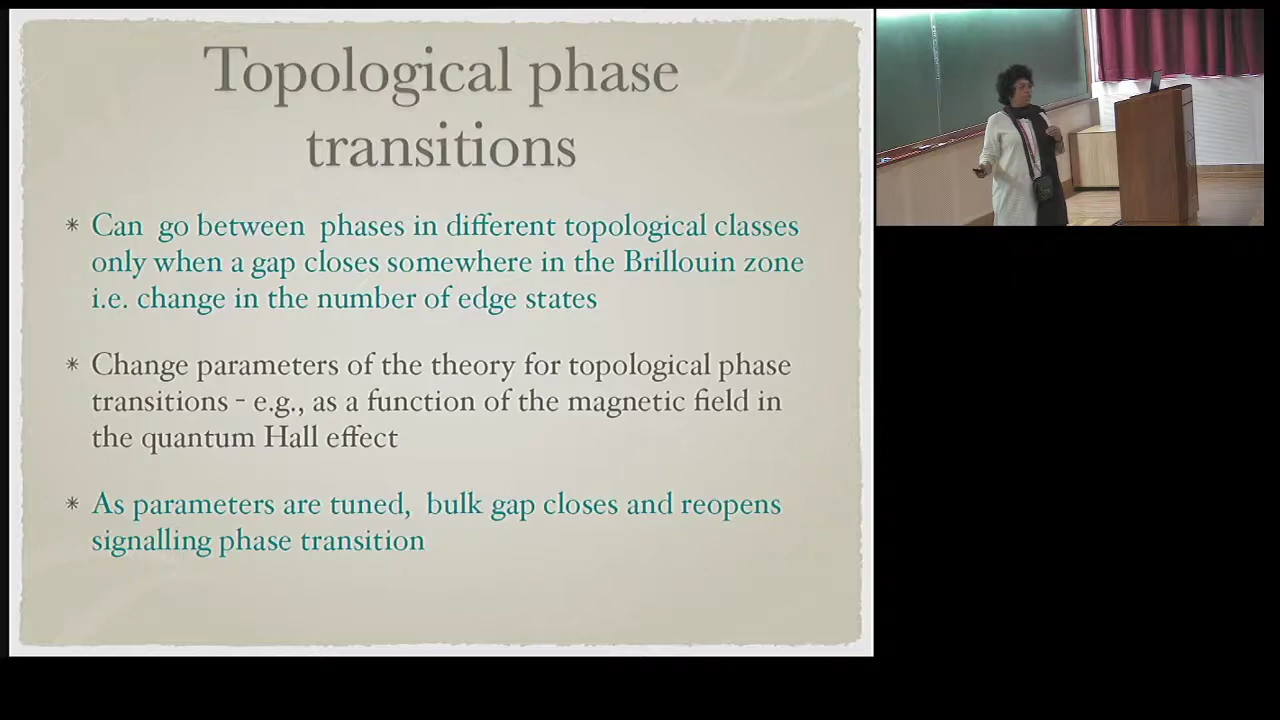 Topological phase
transitions
* Can go between phases in different topological classes
only when a gap closes somewhere in the Brillouin zone
i.e. change in the number of edge states
* Change parameters of the theory for topological phase
transitions - e.g., as a function of the magnetic field in
the quantum Hall effect
* As parameters are tuned, bulk gap closes and reopens
signalling phase transition